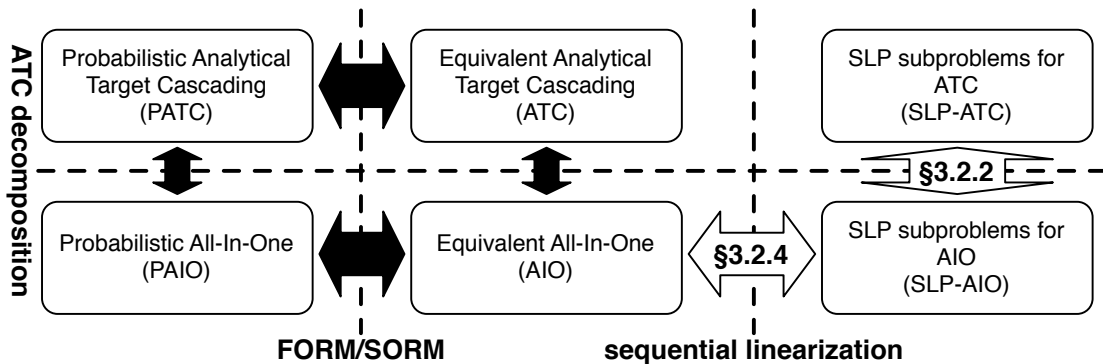 ATC decomposition
Probabilistic Analytical
Target Cascading
(PATC)
Equivalent Analytical
Target Cascading
(ATC)
SLP subproblems for
ATC
(SLP-ATC)
§3.2.2
Probabilistic All-In-One
(PAIO)
Equivalent All-In-One
(AIO)
§3.2.4
SLP subproblems for
AIO
(SLP-AIO)
FORM/SORM
sequential linearization